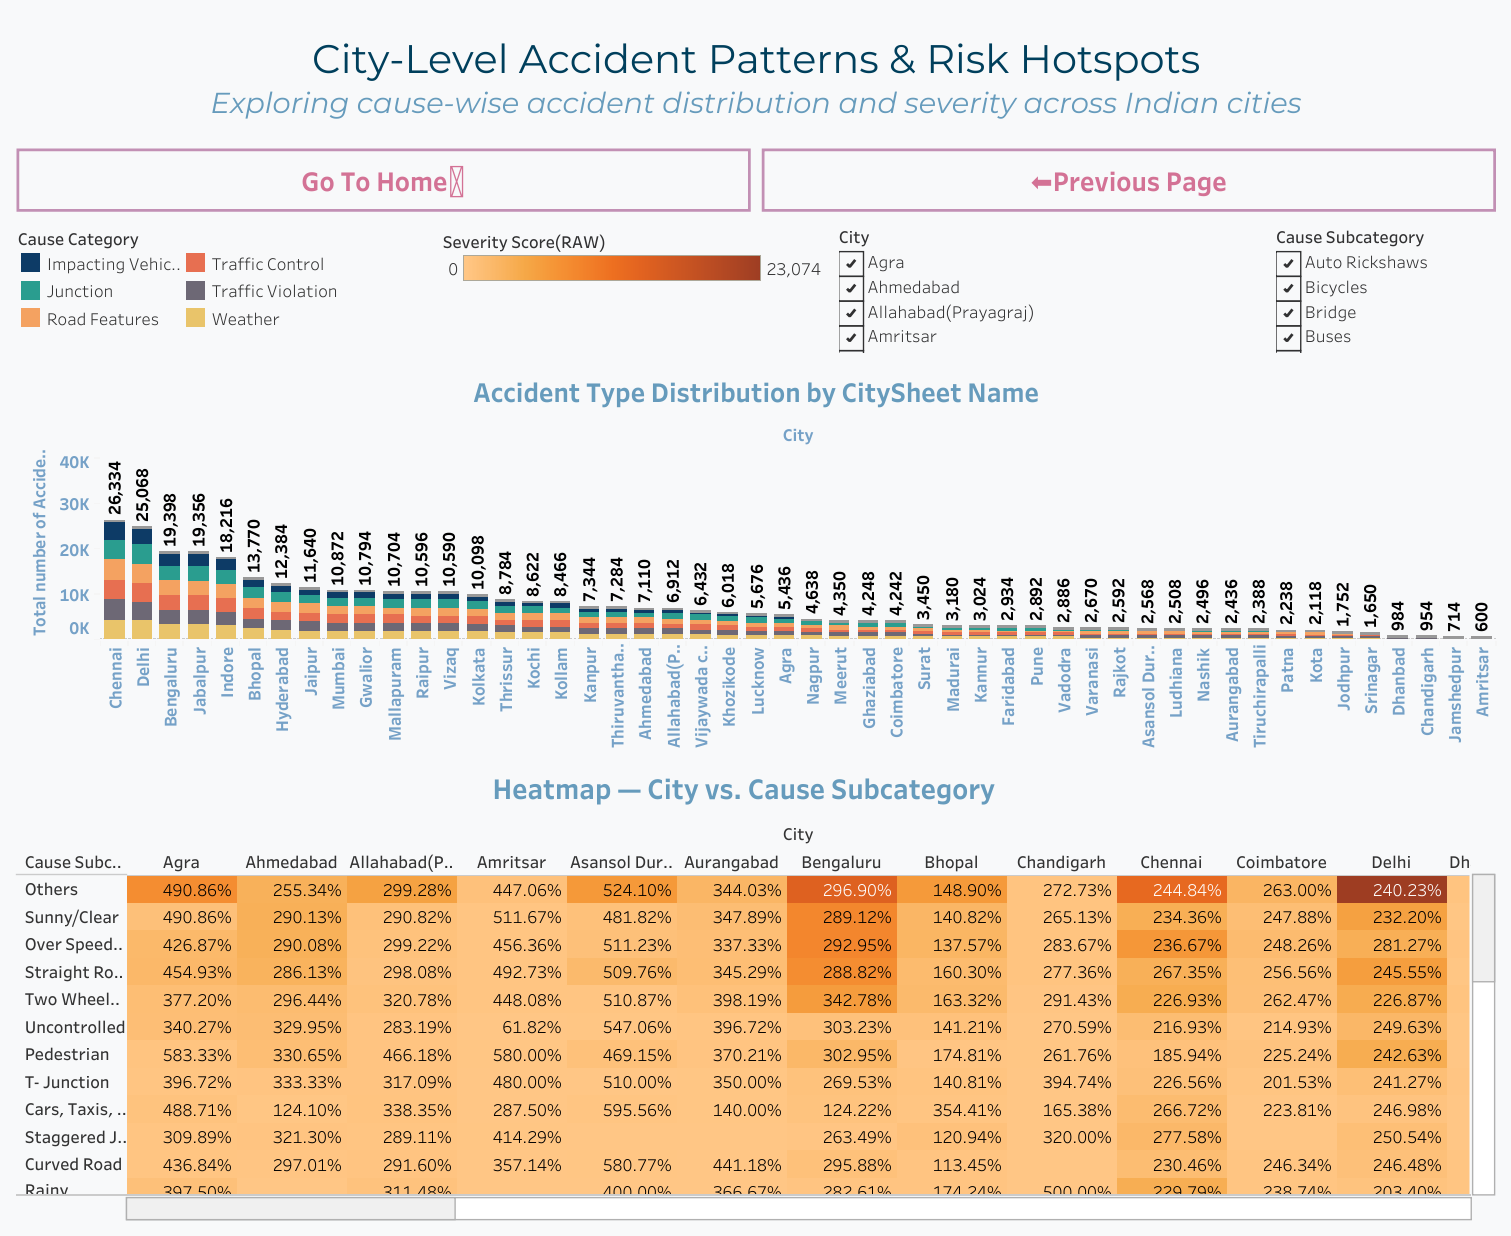 City-Level Accident Patterns & Risk Hotspots
Exploring cause-wise accident distribution and severity across Indian cities
Go To Home
⬅Previous Page
Cause Category
Impacting Vehic..
Traffic Control
Junction
Traffic Violation
Road Features
Weather
Severity Score(RAW)
0
23,074
City
Agra
Ahmedabad
Allahabad(Prayagraj)
Amritsar
Cause Subcategory
Auto Rickshaws
Bicycles
Bridge
Buses
Accident Type Distribution by CitySheet Name
City
Total number of Accide..
40K
30K
20K
10K
0K
26,334 25,068 19,398 19,356 18,216 13,770 12,384 11,640 10,872 10,794 10,704 10,596 10,590 10,098 8,784 8,622 8,466 7,344 7,284 7,110 6,912 6,432 6,018 5,676 5,436 4,638 4,350 4,248 4,242 3,450 3,180 3,024 2,934 2,892 2,886 2,670 2,592 2,568 2,508 2,496 2,436 2,388 2,238 2,118 1,752 1,650 984 954 714 600
Chennai Delhi Bengaluru Jabalpur Indore Bhopal Hyderabad Jaipur Mumbai Gwalior Mallapuram Raipur Vizaq Kolkata Thrissur Kochi Kollam Kanpur Thiruvantha.. Ahmedabad Allahabad(P.. Vijaywada c.. Khozikode Lucknow Agra Nagpur Meerut Ghaziabad Coimbatore Surat Madurai Kannur Faridabad Pune Vadodra Varanasi Rajkot Asansol Dur.. Ludhiana Nashik Aurangabad Tiruchirapalli Patna Kota Jodhpur Srinagar Dhanbad Chandigarh Jamshedpur Amritsar
Heatmap — City vs. Cause Subcategory
City
Cause Subc.. Agra Ahmedabad Allahabad(P.. Amritsar Asansol Dur.. Aurangabad Bengaluru Bhopal Chandigarh Chennai Coimbatore Delhi Dh
Others 490.86% 255.34% 299.28% 447.06% 524.10% 344.03% 296.90% 148.90% 272.73% 244.84% 263.00% 240.23%
Sunny/Clear 490.86% 290.13% 290.82% 511.67% 481.82% 347.89% 289.12% 140.82% 265.13% 234.36% 247.88% 232.20%
Over Speed.. 426.87% 290.08% 299.22% 456.36% 511.23% 337.33% 292.95% 137.57% 283.67% 236.67% 248.26% 281.27%
Straight Ro.. 454.93% 286.13% 298.08% 492.73% 509.76% 345.29% 288.82% 160.30% 277.36% 267.35% 256.56% 245.55%
Two Wheel.. 377.20% 296.44% 320.78% 448.08% 510.87% 398.19% 342.78% 163.32% 291.43% 226.93% 262.47% 226.87%
Uncontrolled 340.27% 329.95% 283.19% 61.82% 547.06% 396.72% 303.23% 141.21% 270.59% 216.93% 214.93% 249.63%
Pedestrian 583.33% 330.65% 466.18% 580.00% 469.15% 370.21% 302.95% 174.81% 261.76% 185.94% 225.24% 242.63%
T- Junction 396.72% 333.33% 317.09% 480.00% 510.00% 350.00% 269.53% 140.81% 394.74% 226.56% 201.53% 241.27%
Cars, Taxis, .. 488.71% 124.10% 338.35% 287.50% 595.56% 140.00% 124.22% 354.41% 165.38% 266.72% 223.81% 246.98%
Staggered J.. 309.89% 321.30% 289.11% 414.29% 263.49% 120.94% 320.00% 277.58% 250.54%
Curved Road 436.84% 297.01% 291.60% 357.14% 580.77% 441.18% 295.88% 113.45% 230.46% 246.34% 246.48%
Rainy 397.50% 311.48% 400.00% 366.67% 282.61% 174.24% 500.00% 229.79% 238.74% 203.40%